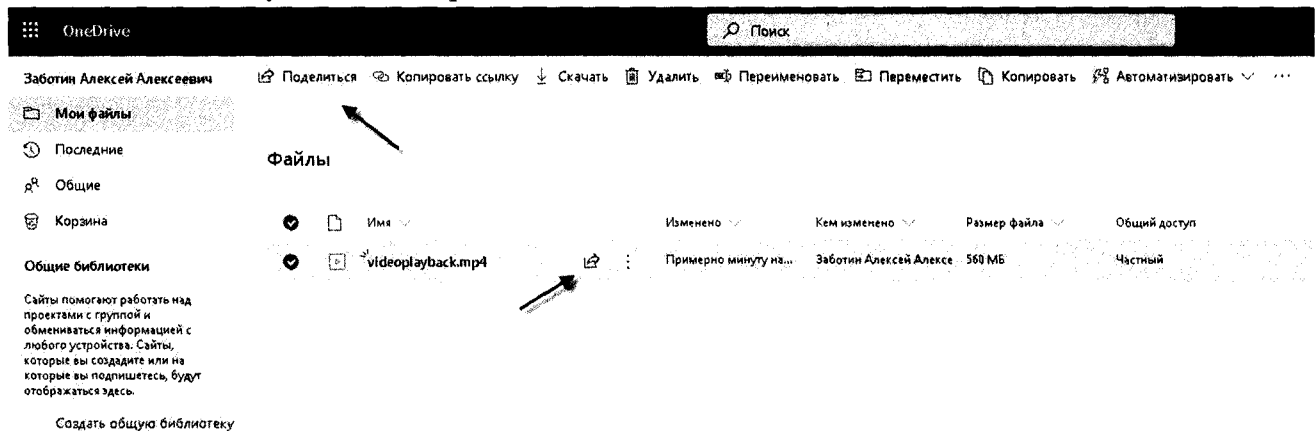 OneDrive
Поиск
Заботин Алексей Алексеевич
Поделиться Копировать ссылку Скачать Удалить Переименовать Переместить Копировать Автоматизировать ...
Мои файлы
Последние
Файлы
Общие
Корзина
Имя Изменено Кем изменено Размер файла Общий доступ
videoplayback.mp4 Примерно минуту на... Заботин Алексей Алексе 560 МБ Частный
Общие библиотеки
Сайты помогают работать над
проектами с группой и
обмениваться информацией с
любого устройства. Сайты,
которые вы создадите или на
которые вы подпишетесь, будут
отображаться здесь.
Создать общую библиотеку